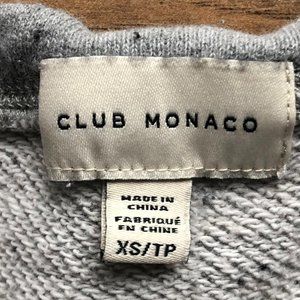 CLUB MONACO
MADE IN
CHINA
FABRIQUÉ
EN CHINE
XS/TP